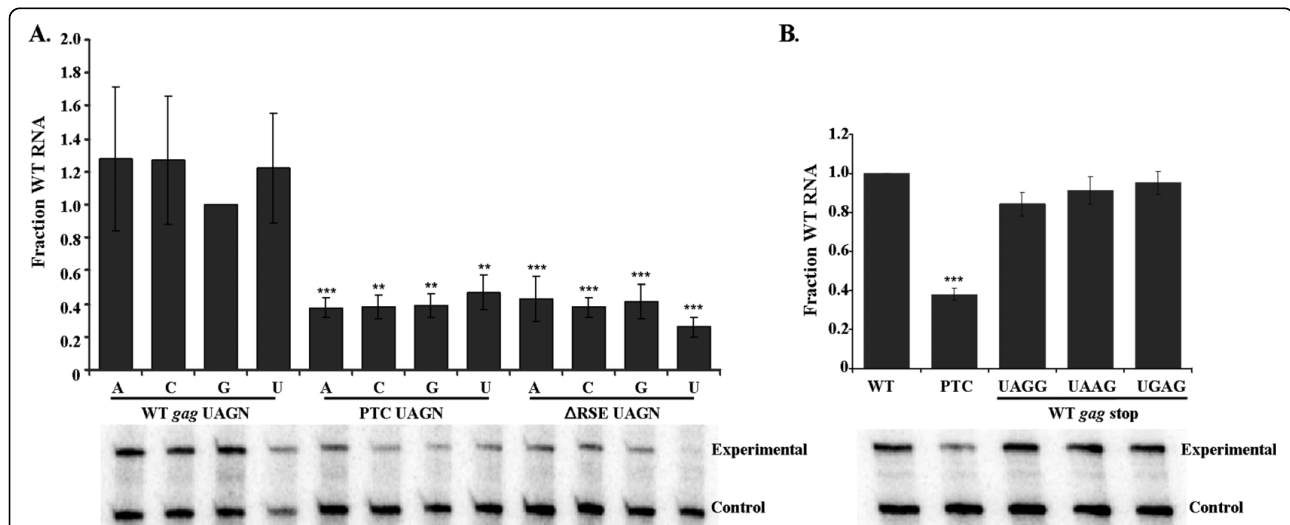 A.
Fraction WT RNA
2.0
1.8
1.6
1.4
1.2
1.0
0.8
0.6
0.4
0.2
0
*** ** ** ** *** *** *** ***
A C G U A C G U A C G U
WT gag UAGN PTC UAGN ΔRSE UAGN
Experimental
Control
B.
Fraction WT RNA
1.2
1.0
0.8
0.6
0.4
0.2
0
***
WT PTC UAGG UAAG UGAG
WT gag stop
Experimental
Control